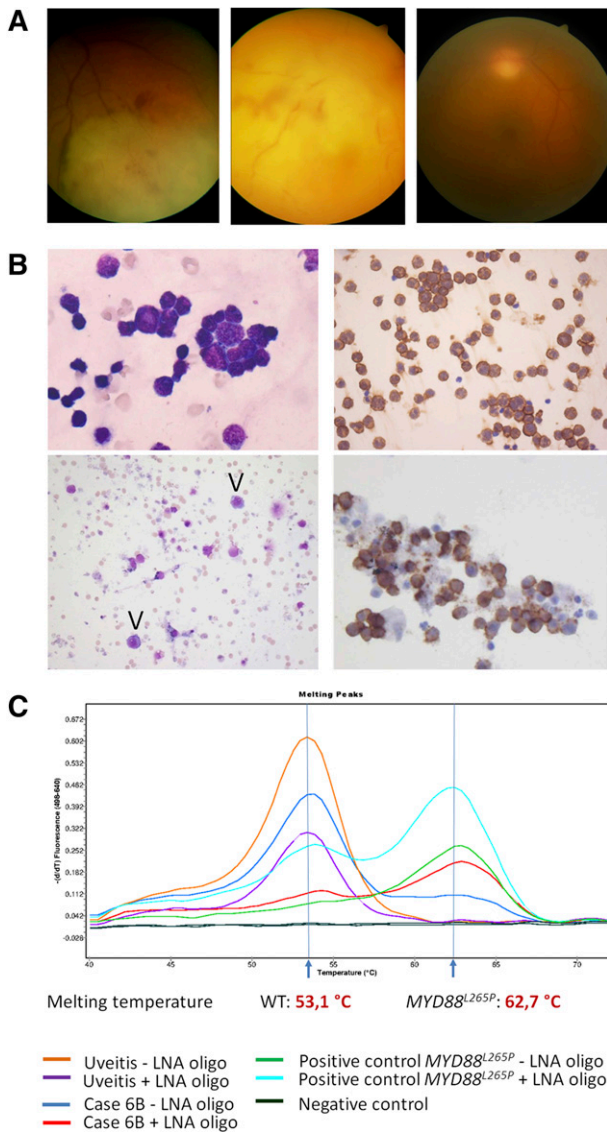 A
B
V
V
C
Melting Peaks
-(d/dT) Fluorescence (498-640)
0.672
0.602
0.532
0.462
0.392
0.322
0.252
0.182
0.112
0.042
-0.028
40
45
50
55
60
65
70
Temperature (°C)
Melting temperature WT: 53,1 °C MYD88L265P: 62,7 °C
Uveitis - LNA oligo
Uveitis + LNA oligo
Case 6B - LNA oligo
Case 6B + LNA oligo
Positive control MYD88L265P - LNA oligo
Positive control MYD88L265P + LNA oligo
Negative control